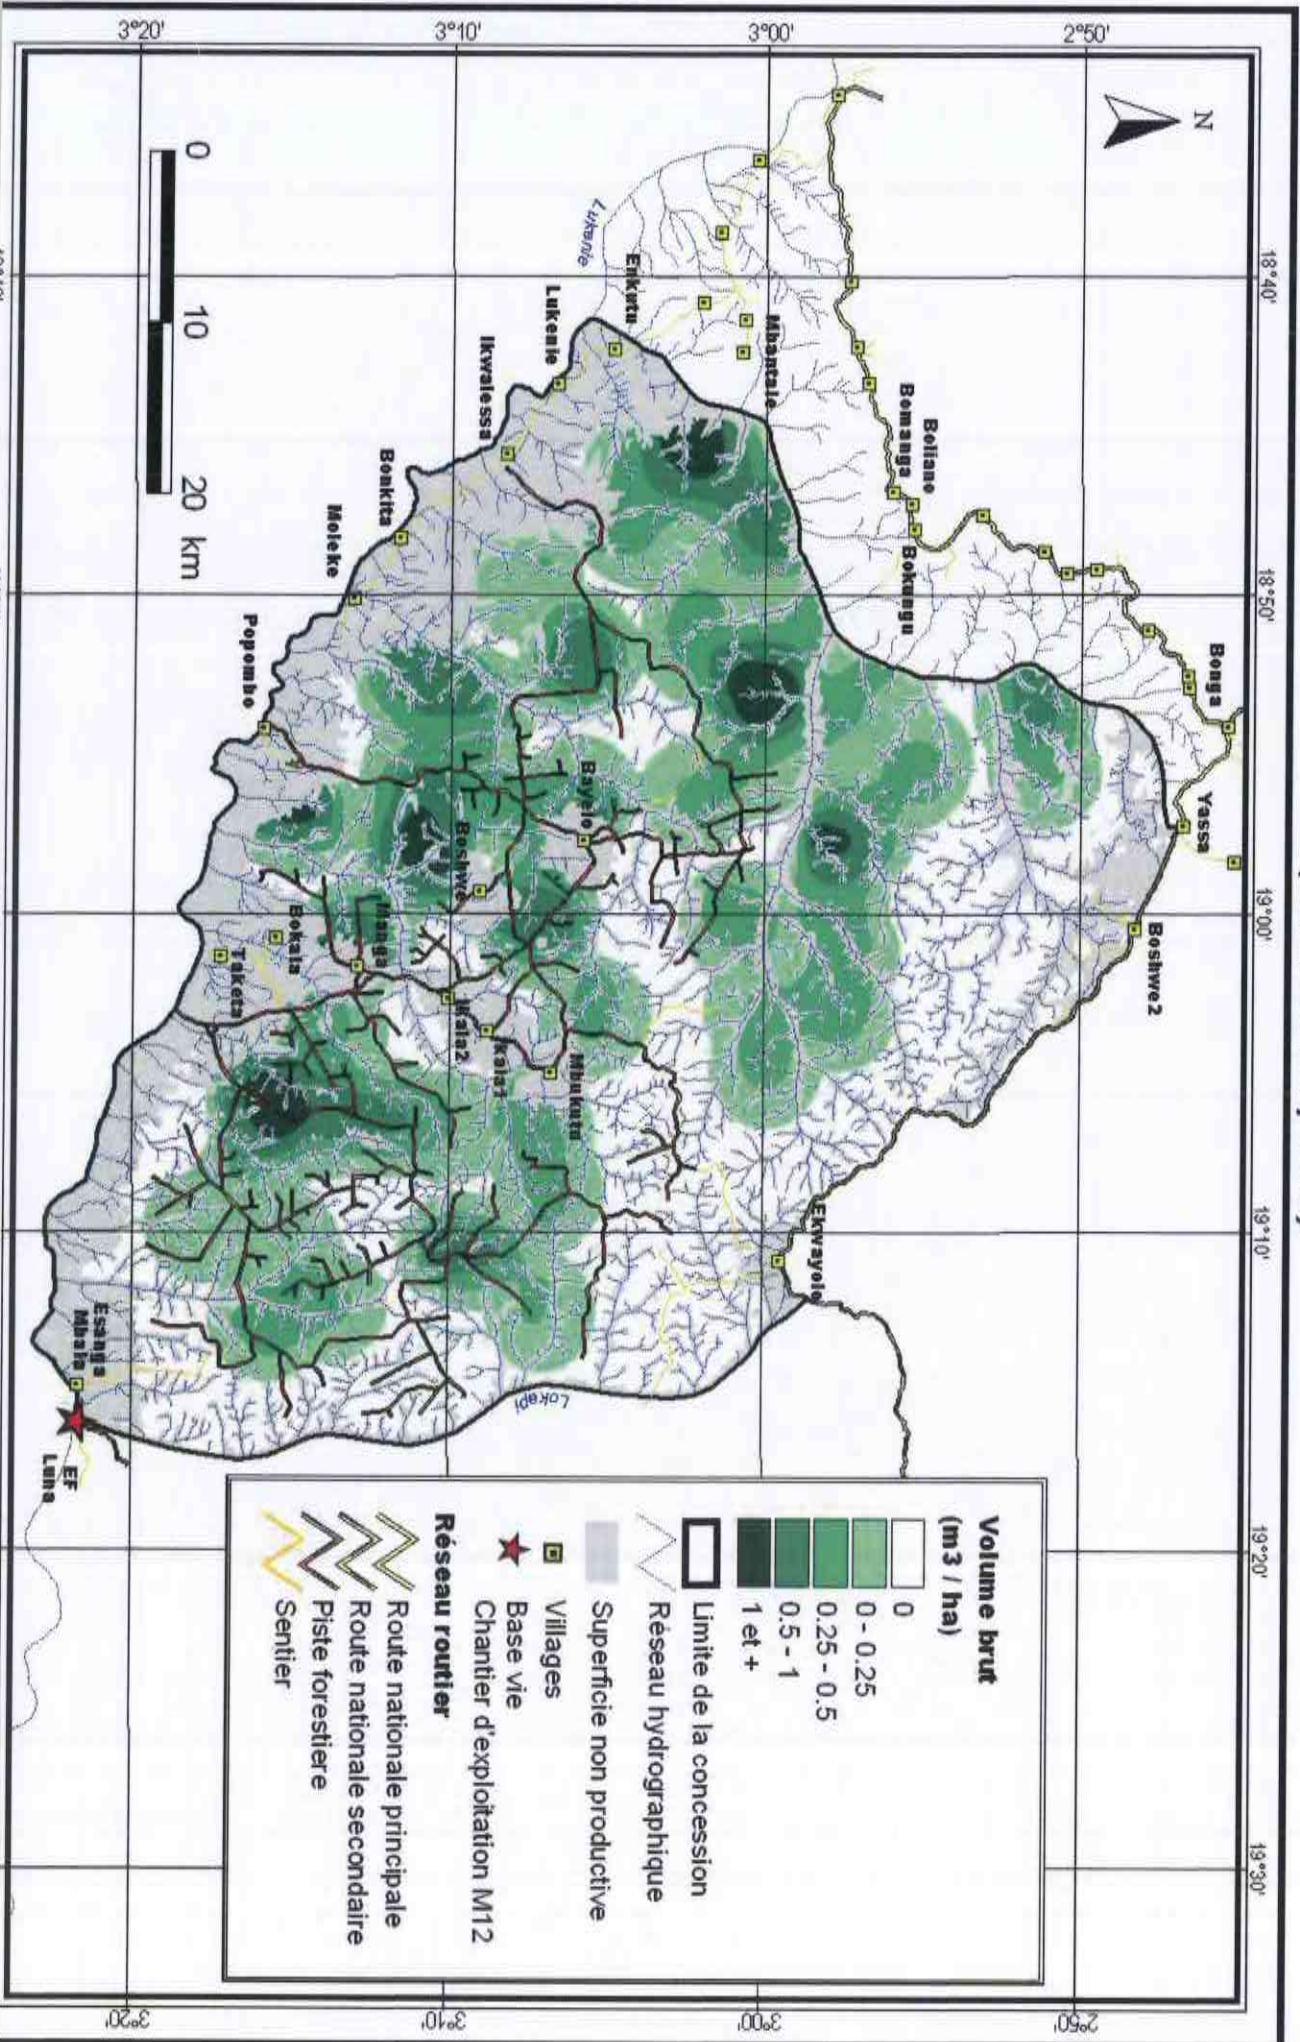 18°40'
18°50'
19°00'
19°10'
19°20'
19°30'
2°50'
3°00'
3°10'
3°20'
2°50'
3°00'
3°10'
3°20'
N
Bonga
Yassa
Boshwe2
Boliano
Bomanga
Bokungu
Mbantale
Enkutu
Lukenie
Lukenie
Ikwalessa
Bonkita
Moleke
Popombo
Bayolo
Boshwe
Manga
Bokala
Taketa
Ikala2
Ikala1
Mbukutu
Ekwayolo
Lokapi
Esanga
Mbala
EF
Luna
0 10 20 km
Volume brut
(m3 / ha)
0
0 - 0.25
0.25 - 0.5
0.5 - 1
1 et +
Limite de la concession
Réseau hydrographique
Superficie non productive
Villages
Base vie
Chantier d'exploitation M12
Réseau routier
Route nationale principale
Route nationale secondaire
Piste forestiere
Sentier